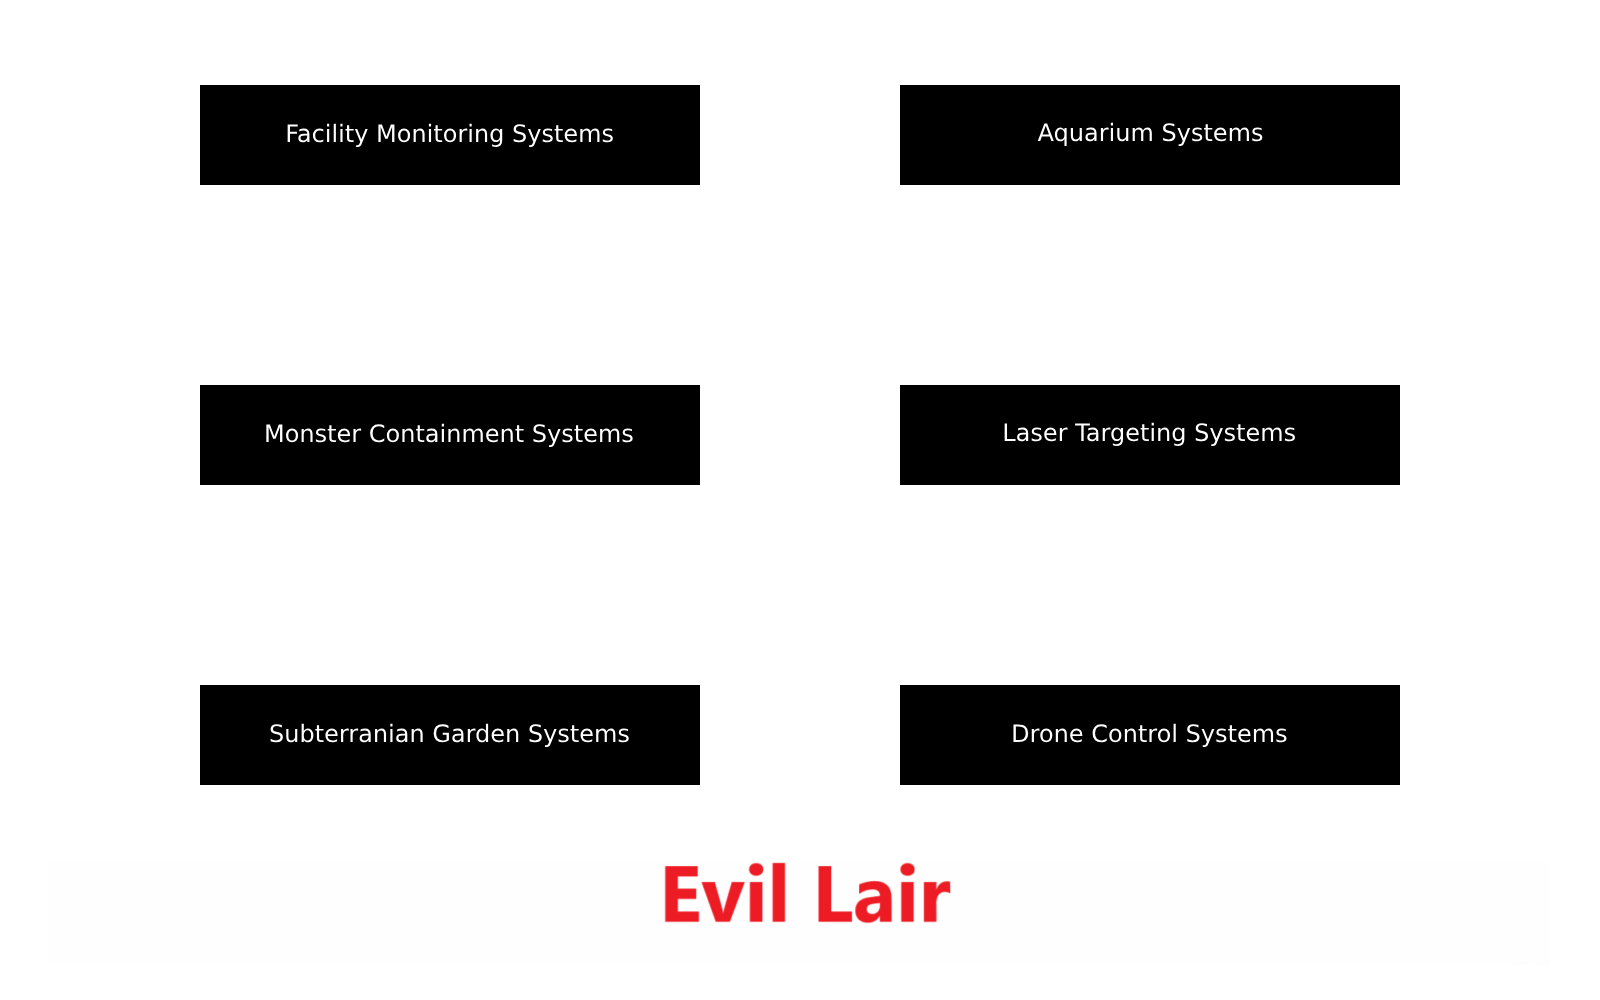 Facility Monitoring Systems
Aquarium Systems
Monster Containment Systems
Laser Targeting Systems
Subterranian Garden Systems
Drone Control Systems
Evil Lair